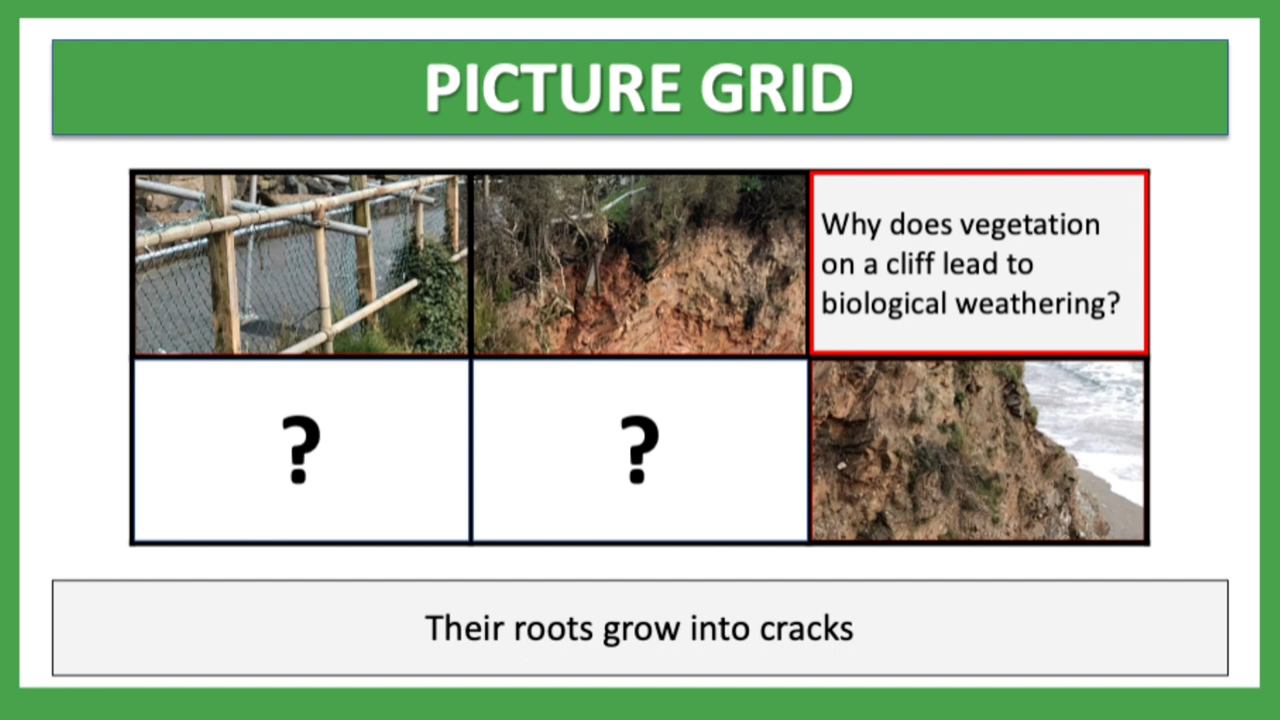 PICTURE GRID
Why does vegetation
on a cliff lead to
biological weathering?
? ?
Their roots grow into cracks